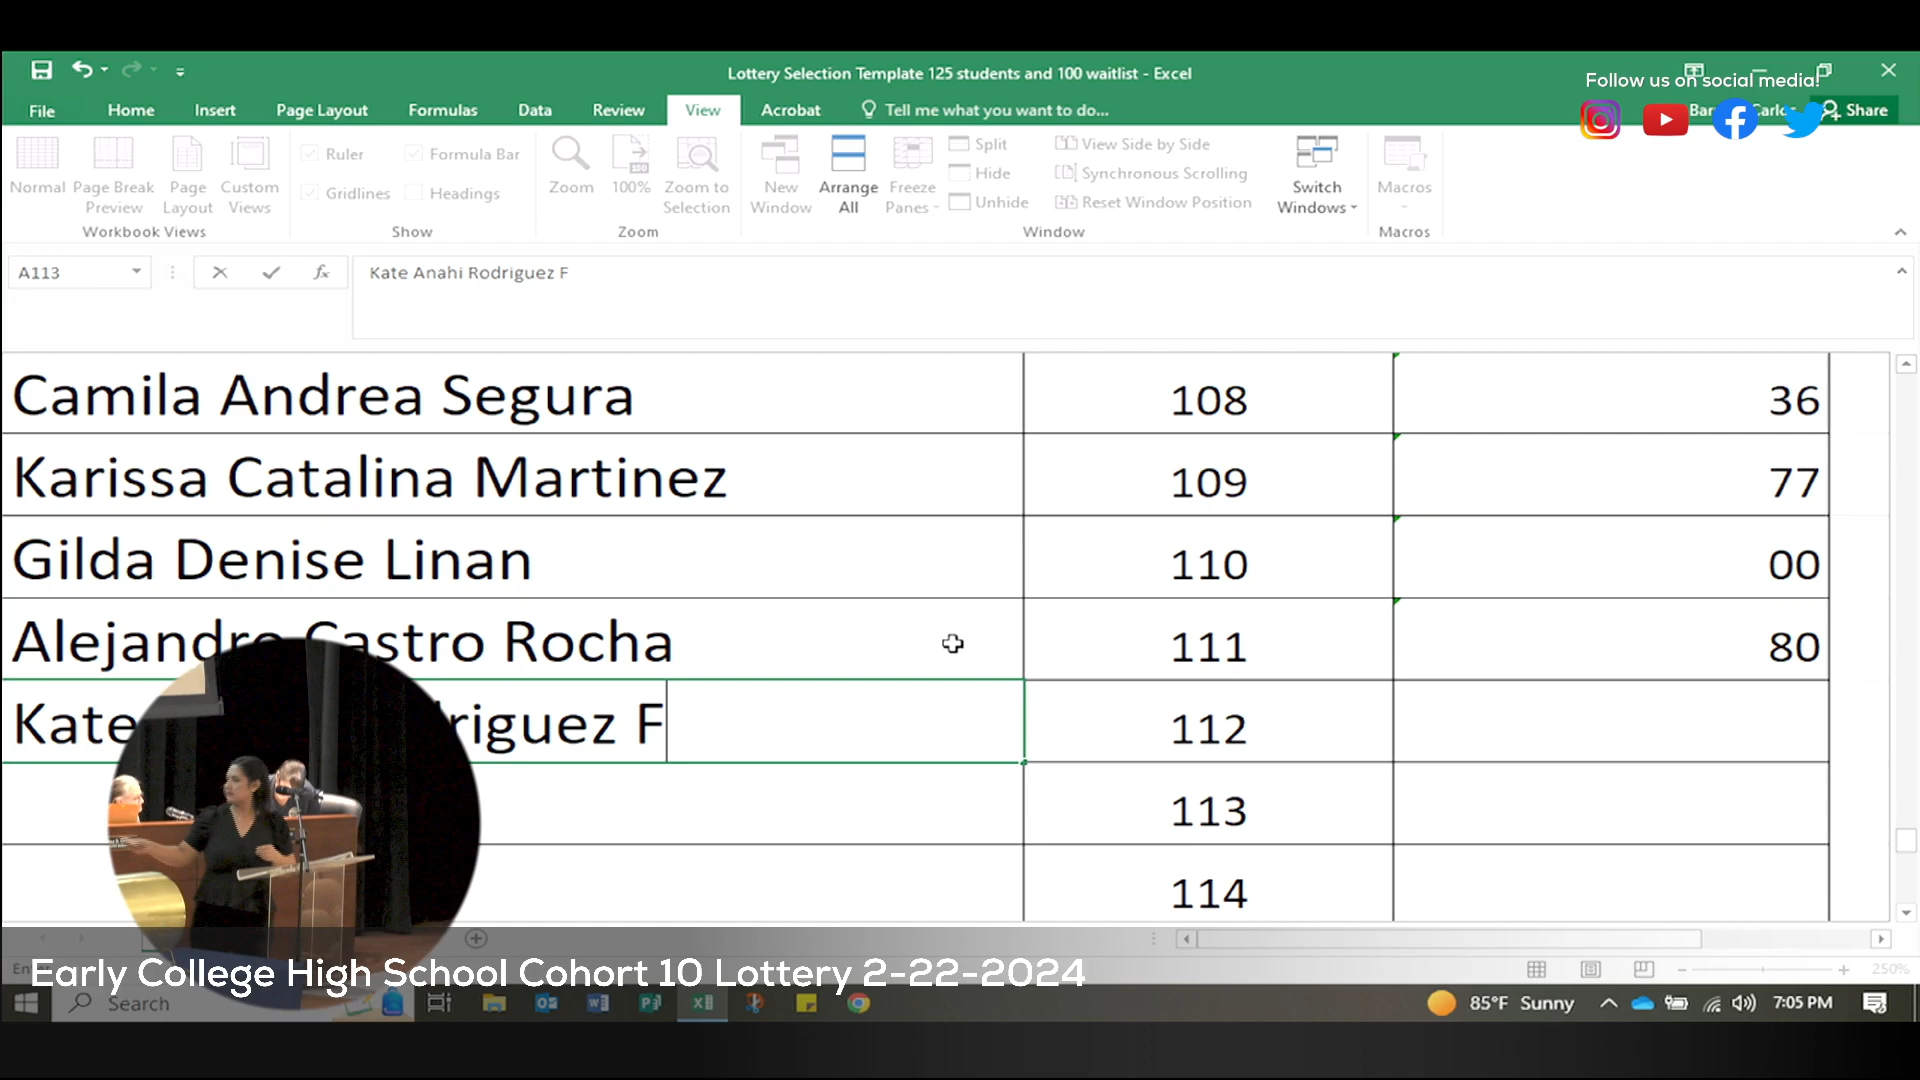 Lottery Selection Template 125 students and 100 waitlist - Excel
Follow us on social media!
File Home Insert Page Layout Formulas Data Review View Acrobat Tell me what you want to do... Share
Ruler Formula Bar
Gridlines Headings
Normal Page Break Preview Page Layout Custom Views
Zoom 100% Zoom to Selection
New Window Arrange All Freeze Panes
Split View Side by Side
Hide Synchronous Scrolling
Unhide Reset Window Position
Switch Windows Macros
Workbook Views Show Zoom Window Macros
A113 fx Kate Anahi Rodriguez F
Camila Andrea Segura 108 36
Karissa Catalina Martinez 109 77
Gilda Denise Linan 110 00
Alejandro Castro Rocha 111 80
Kate riguez F 112
113
114
Early College High School Cohort 10 Lottery 2-22-2024
250%
Search
85°F Sunny 7:05 PM